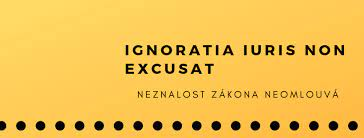 IGNORATIA IURIS NON
EXCUSAT
NEZNALOST ZÁKONA NEOMLOUVÁ